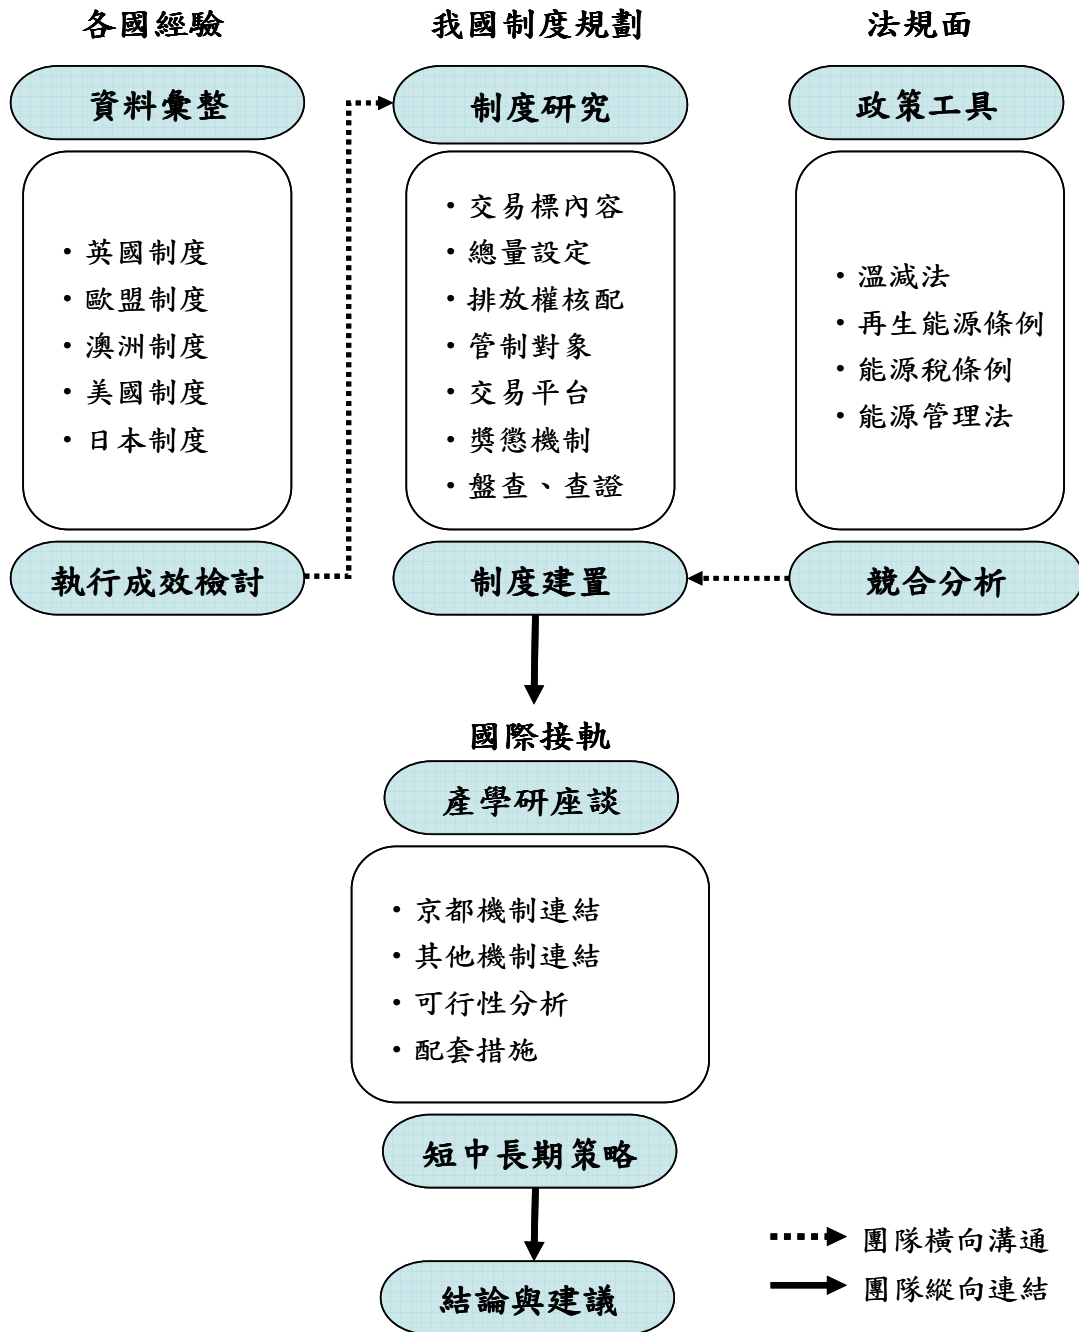 各國經驗
資料彙整
・英國制度
・歐盟制度
・澳洲制度
・美國制度
・日本制度
執行成效檢討
我國制度規劃
制度研究
・交易標內容
・總量設定
・排放權核配
・管制對象
・交易平台
・獎懲機制
・盤查、查證
制度建置
法規面
政策工具
・溫減法
・再生能源條例
・能源稅條例
・能源管理法
競合分析
國際接軌
產學研座談
・京都機制連結
・其他機制連結
・可行性分析
・配套措施
短中長期策略
結論與建議
團隊橫向溝通
團隊縱向連結